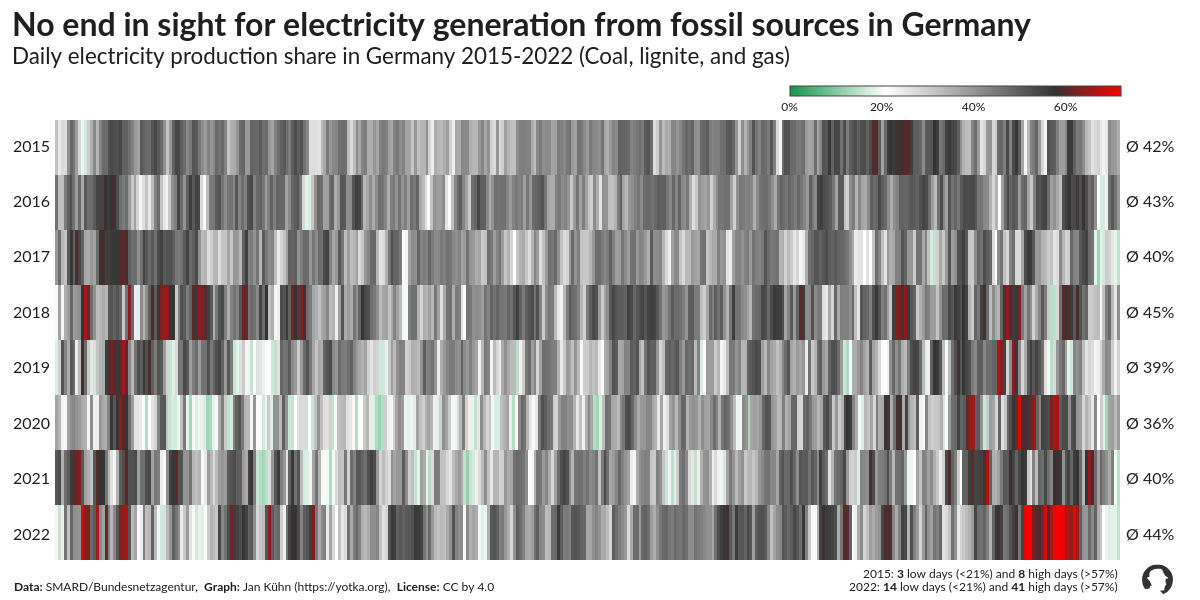 No end in sight for electricity generation from fossil sources in Germany
Daily electricity production share in Germany 2015-2022 (Coal, lignite, and gas)
0% 20% 40% 60%
2015 Ø 42%
2016 Ø 43%
2017 Ø 40%
2018 Ø 45%
2019 Ø 39%
2020 Ø 36%
2021 Ø 40%
2022 Ø 44%
2015: 3 low days (<21%) and 8 high days (>57%)
Data: SMARD/Bundesnetzagentur, Graph: Jan Kühn (https://yotka.org), License: CC by 4.0
2022: 14 low days (<21%) and 41 high days (>57%)